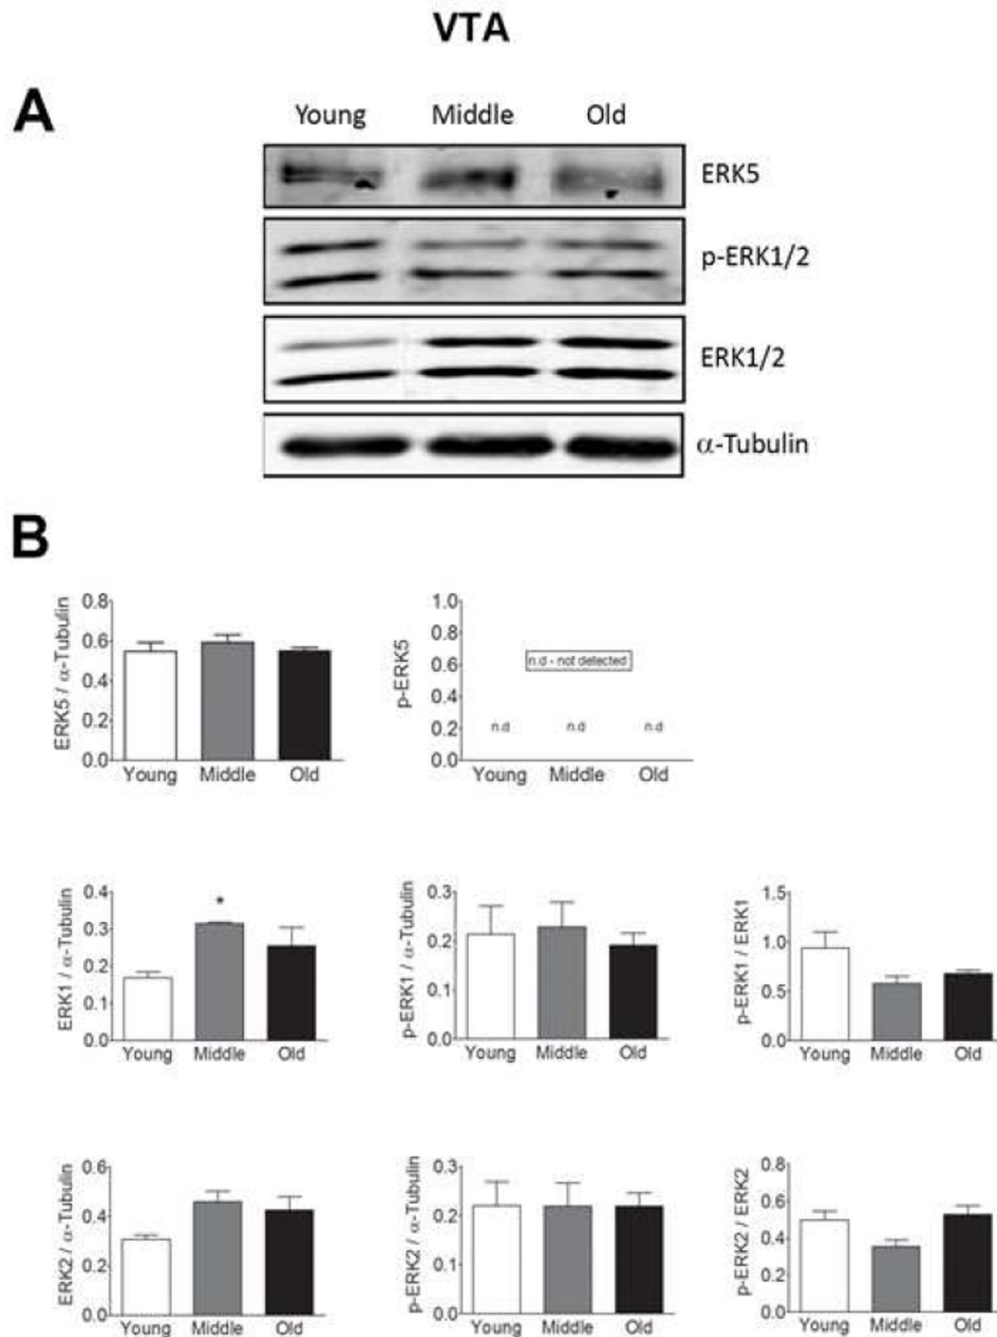 VTA
A
Young Middle Old
ERK5
p-ERK1/2
ERK1/2
α-Tubulin
B
ERK5 / α-Tubulin
0.8
0.6
0.4
0.2
0.0
Young Middle Old
p-ERK5
1.0
0.8
0.6
0.4
0.2
0.0
n.d - not detected
n.d n.d n.d
Young Middle Old
ERK1 / α-Tubulin
0.4
0.3
0.2
0.1
0.0
*
Young Middle Old
p-ERK1 / α-Tubulin
0.3
0.2
0.1
0.0
Young Middle Old
p-ERK1 / ERK1
1.5
1.0
0.5
0.0
Young Middle Old
ERK2 / α-Tubulin
0.6
0.4
0.2
0.0
Young Middle Old
p-ERK2 / α-Tubulin
0.3
0.2
0.1
0.0
Young Middle Old
p-ERK2 / ERK2
0.8
0.6
0.4
0.2
0.0
Young Middle Old